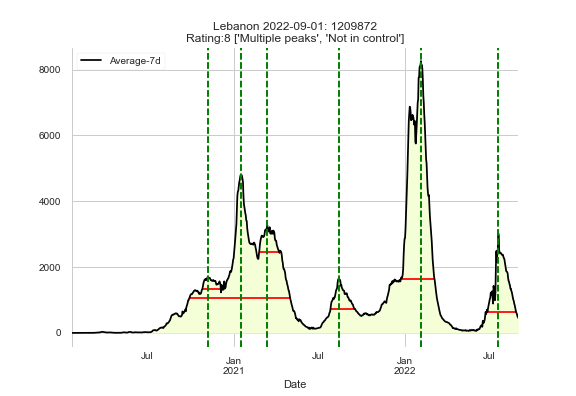 Lebanon 2022-09-01: 1209872
Rating:8 ['Multiple peaks', 'Not in control']
Average-7d
8000
6000
4000
2000
0
Jul
Jan
2021
Jul
Jan
2022
Jul
Date